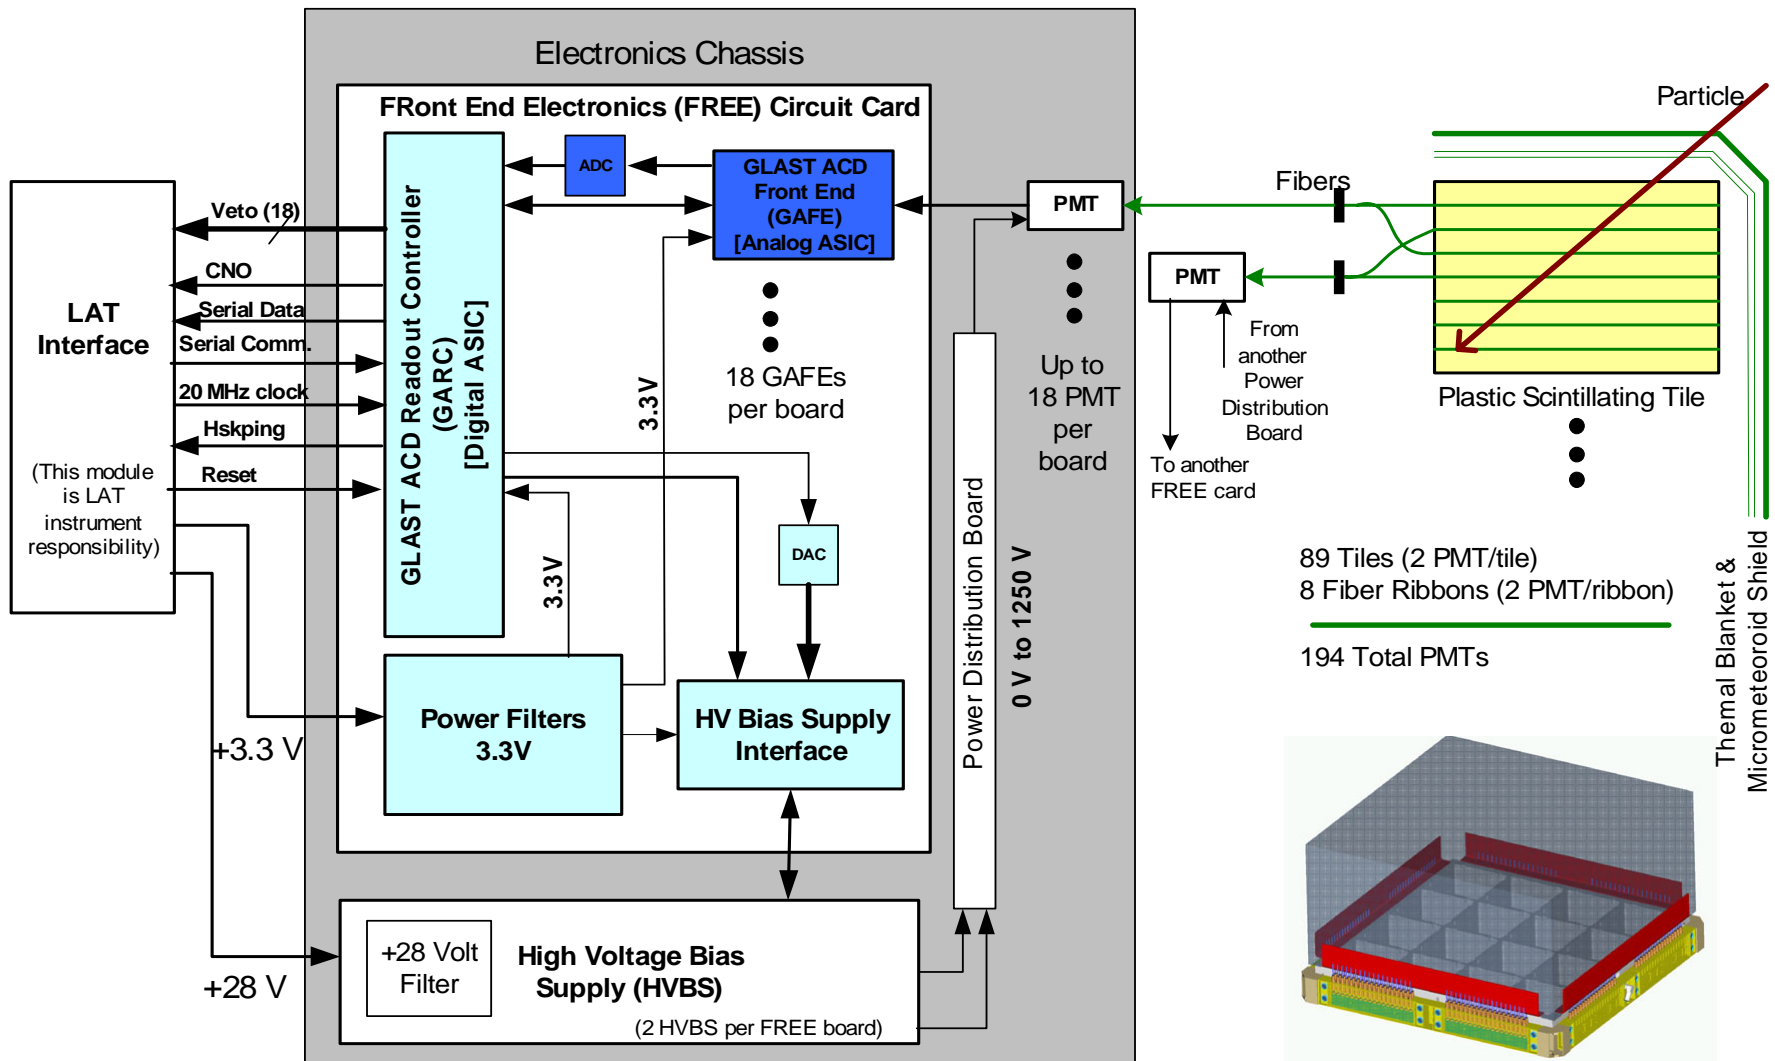 Electronics Chassis
FRont End Electronics (FREE) Circuit Card
Particle
ADC
GLAST ACD
Front End
(GAFE)
[Analog ASIC]
GLAST ACD Readout Controller
(GARC)
[Digital ASIC]
PMT
Fibers
PMT
LAT
Interface
(This module
is LAT
instrument
responsibility)
Veto (18)
CNO
Serial Data
Serial Comm.
20 MHz clock
Hskping
Reset
18 GAFEs
per board
3.3V
3.3V
Up to
18 PMT
per
board
From
another
Power
Distribution
Board
To another
FREE card
Plastic Scintillating Tile
DAC
Power Distribution Board
0 V to 1250 V
89 Tiles (2 PMT/tile)
8 Fiber Ribbons (2 PMT/ribbon)
194 Total PMTs
Themal Blanket &
Micrometeoroid Shield
Power Filters
3.3V
HV Bias Supply
Interface
+3.3 V
+28 V
+28 Volt
Filter
High Voltage Bias
Supply (HVBS)
(2 HVBS per FREE board)